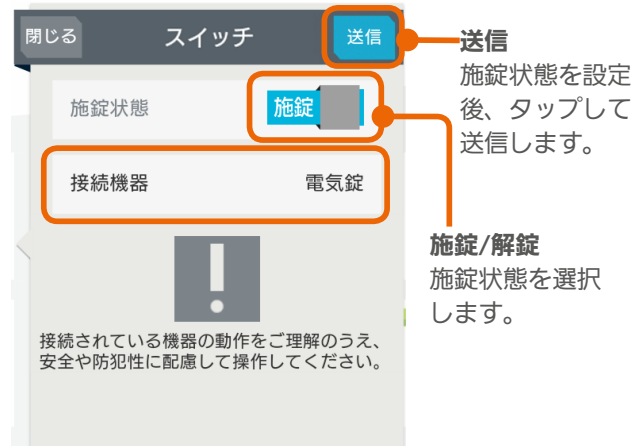 閉じる
スイッチ
送信
施錠状態
施錠
接続機器
電気錠
接続されている機器の動作をご理解のうえ、
安全や防犯性に配慮して操作してください。
送信
施錠状態を設定
後、タップして
送信します。
施錠/解錠
施錠状態を選択
します。